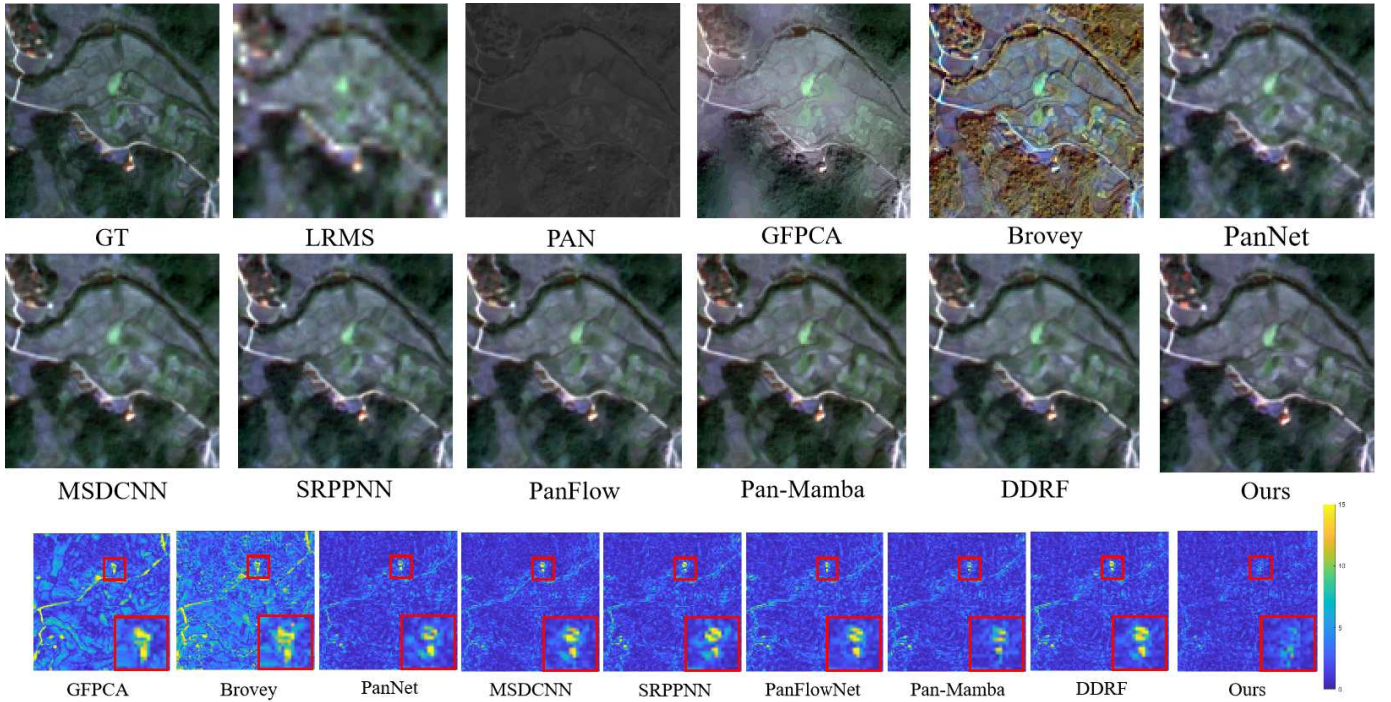 GT LRMS PAN GFPCA Brovey PanNet
MSDCNN SRPPNN PanFlow Pan-Mamba DDRF Ours
15
10
5
0
GFPCA Brovey PanNet MSDCNN SRPPNN PanFlowNet Pan-Mamba DDRF Ours